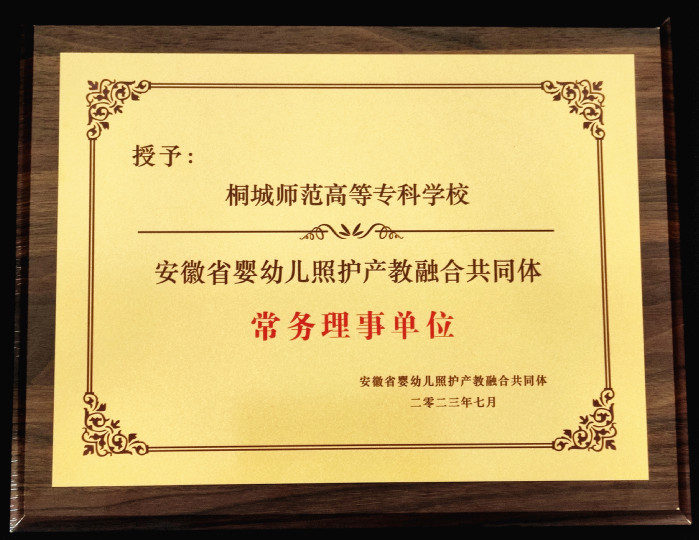 授予：
桐城师范高等专科学校
安徽省婴幼儿照护产教融合共同体
常务理事单位
安徽省婴幼儿照护产教融合共同体
二零二三年七月